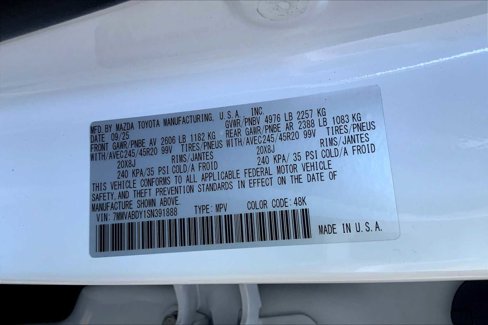 MFD. BY MAZDA TOYOTA MANUFACTURING, U.S.A., INC.
DATE 09/25 GVWR/PNBV 4976 LB 2257 KG
FRONT GAWR/PNBE AV 2606 LB 1182 KG REAR GAWR/PNBE AR 2388 LB 1083 KG
WITH/AVEC245/45R20 99V TIRES/PNEUS WITH/AVEC245/45R20 99V TIRES/PNEUS
20X8J RIMS/JANTES 20X8J RIMS/JANTES
240 KPA/ 35 PSI COLD/A FROID 240 KPA/ 35 PSI COLD/A FROID
THIS VEHICLE CONFORMS TO ALL APPLICABLE FEDERAL MOTOR VEHICLE
SAFETY, AND THEFT PREVENTION STANDARDS IN EFFECT ON THE DATE OF
MANUFACTURE SHOWN ABOVE.
VIN: 7MMVABDY1SN391888 TYPE: MPV COLOR CODE: 48K
MADE IN U.S.A.